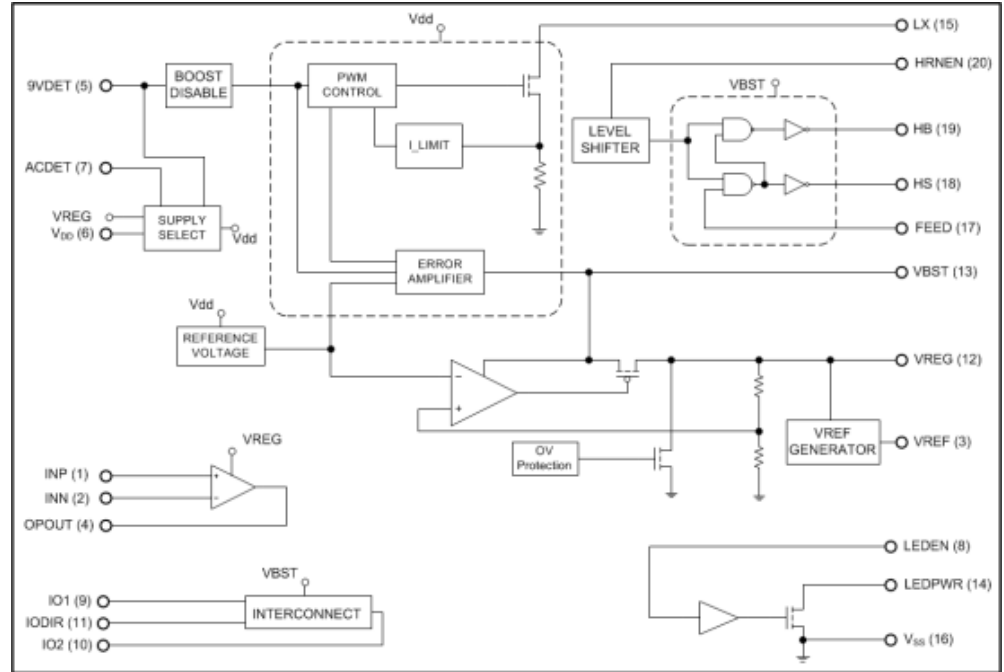 Vdd
LX (15)
9VDET (5)
BOOST
DISABLE
PWM
CONTROL
HRNEN (20)
VBST
I_LIMIT
LEVEL
SHIFTER
HB (19)
ACDET (7)
HS (18)
VREG
V_DD (6)
SUPPLY
SELECT
Vdd
FEED (17)
ERROR
AMPLIFIER
VBST (13)
Vdd
REFERENCE
VOLTAGE
VREG (12)
−
+
VREF
GENERATOR
VREF (3)
OV
Protection
VREG
INP (1)
+
INN (2)
−
OPOUT (4)
LEDEN (8)
VBST
LEDPWR (14)
IO1 (9)
IODIR (11)
INTERCONNECT
IO2 (10)
V_SS (16)